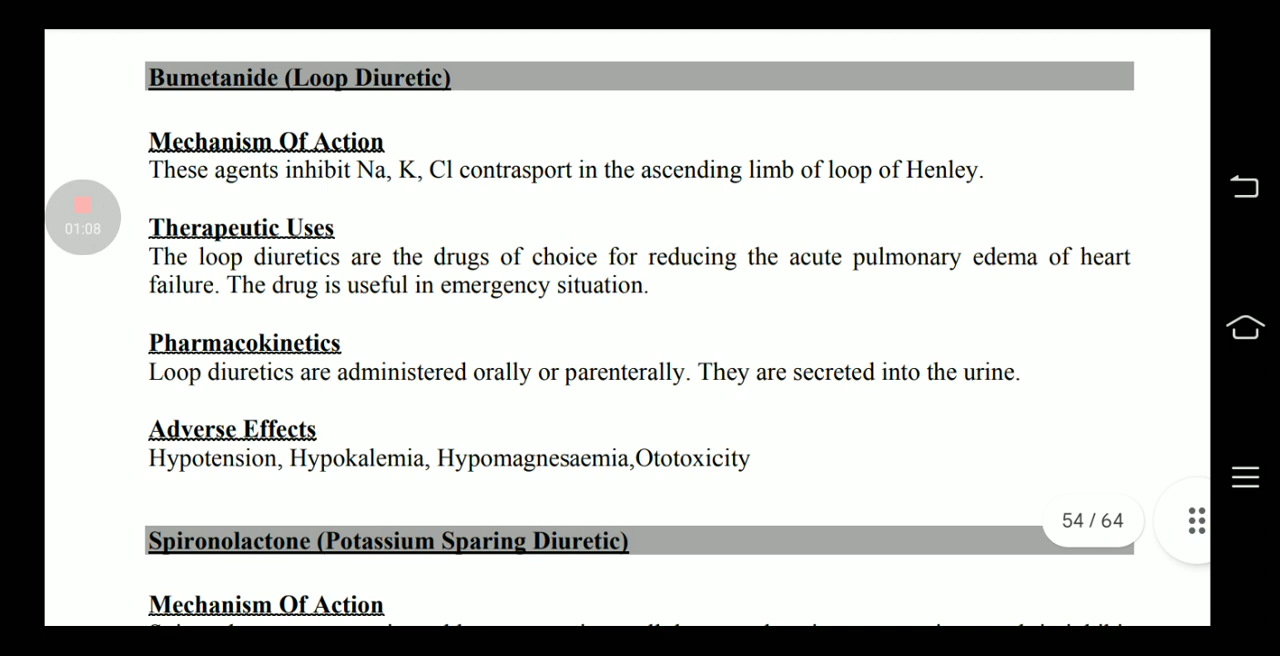 Bumetanide (Loop Diuretic)
Mechanism Of Action
These agents inhibit Na, K, Cl contrasport in the ascending limb of loop of Henley.
01:08
Therapeutic Uses
The loop diuretics are the drugs of choice for reducing the acute pulmonary edema of heart
failure. The drug is useful in emergency situation.
Pharmacokinetics
Loop diuretics are administered orally or parenterally. They are secreted into the urine.
Adverse Effects
Hypotension, Hypokalemia, Hypomagnesaemia,Ototoxicity
54 / 64
Spironolactone (Potassium Sparing Diuretic)
Mechanism Of Action